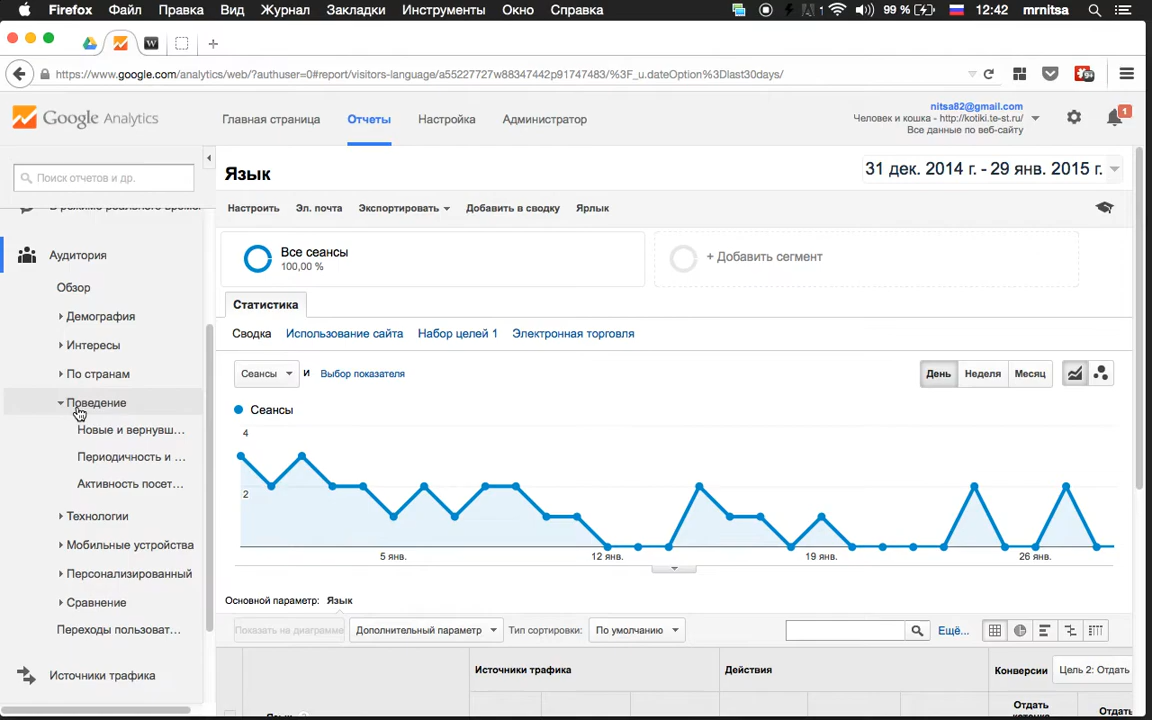 Firefox Файл Правка Вид Журнал Закладки Инструменты Окно Справка 1 99 % 12:42 mrnitsa
W
https://www.google.com/analytics/web/?authuser=0#report/visitors-language/a55227727w88347442p91747483/%3F_u.dateOption%3Dlast30days/ 9+
Google Analytics Главная страница Отчеты Настройка Администратор
nitsa82@gmail.com
Человек и кошка - http://kotiki.te-st.ru/
Все данные по веб-сайту
1
Поиск отчетов и др.
Язык
31 дек. 2014 г. - 29 янв. 2015 г.
В режиме реального време
Настроить Эл. почта Экспортировать Добавить в сводку Ярлык
Аудитория
Обзор
Демография
Интересы
По странам
Поведение
Новые и вернувш...
Периодичность и ...
Активность посет...
Технологии
Мобильные устройства
Персонализированный
Сравнение
Переходы пользоват...
Источники трафика
Все сеансы
100,00 %
+ Добавить сегмент
Статистика
Сводка Использование сайта Набор целей 1 Электронная торговля
Сеансы И Выбор показателя День Неделя Месяц
Сеансы
4
2
5 янв. 12 янв. 19 янв. 26 янв.
Основной параметр: Язык
Показать на диаграмме Дополнительный параметр Тип сортировки: По умолчанию Ещё...
Источники трафика Действия Конверсии Цель 2: Отдать
Отдать